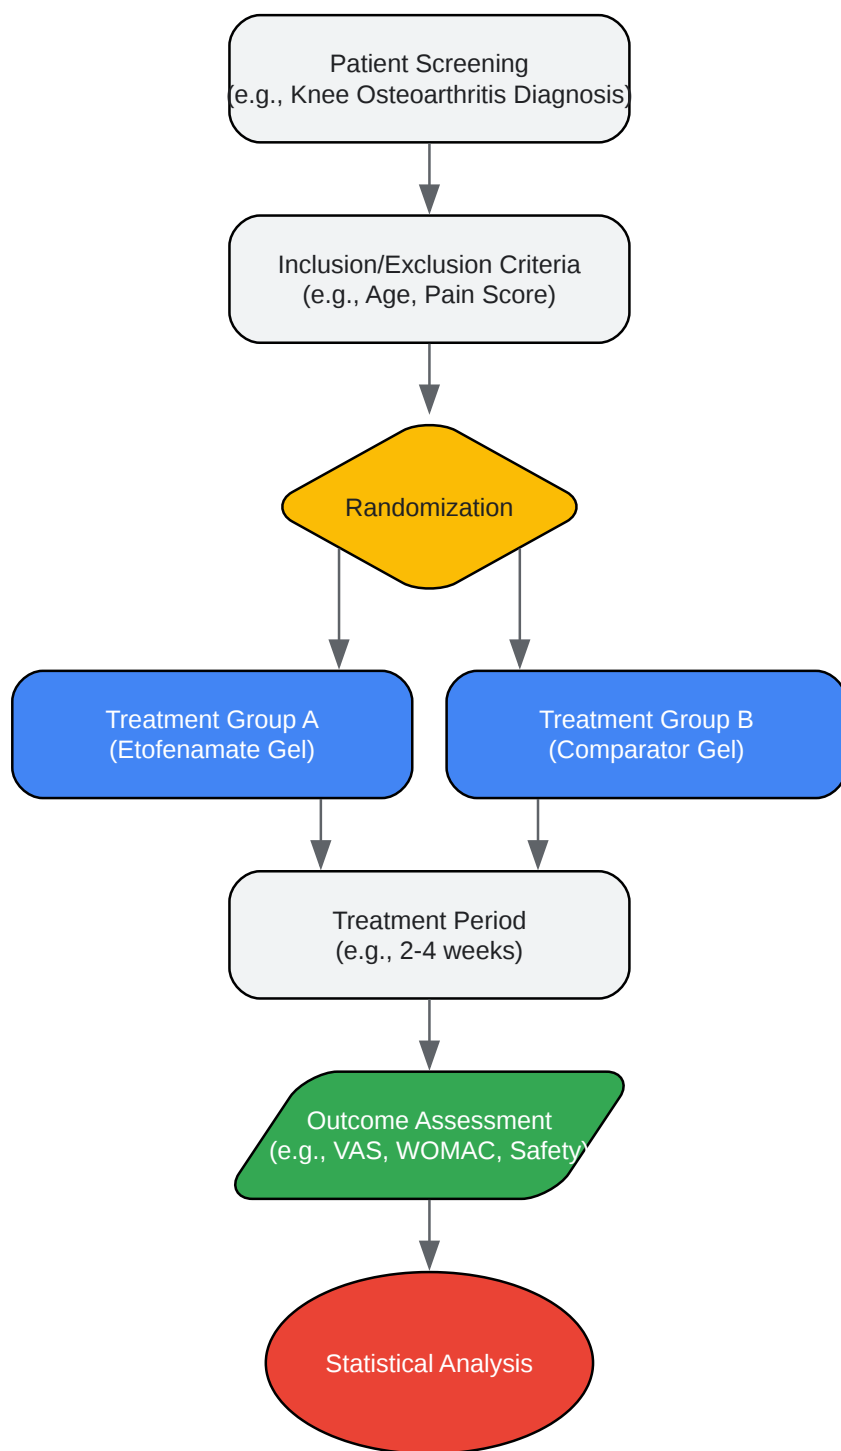 Patient Screening
(e.g., Knee Osteoarthritis Diagnosis)
Inclusion/Exclusion Criteria
(e.g., Age, Pain Score)
Randomization
Treatment Group A
(Etofenamate Gel)
Treatment Group B
(Comparator Gel)
Treatment Period
(e.g., 2-4 weeks)
Outcome Assessment
(e.g., VAS, WOMAC, Safety)
Statistical Analysis